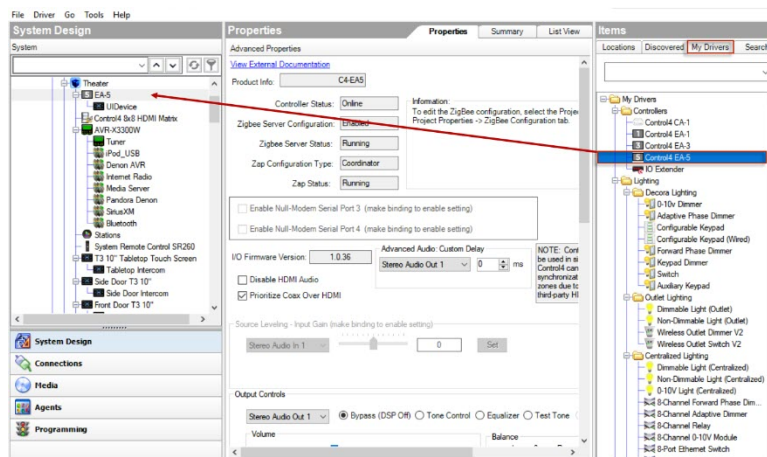 File Driver Go Tools Help
System Design
System
Theater
EA-5
UIDevice
Control4 8x8 HDMI Matrix
AVR-X3300W
Tuner
iPod_USB
Denon AVR
Internet Radio
Media Server
Pandora Denon
SiriusXM
Bluetooth
Stations
System Remote Control SR260
T3 10" Tabletop Touch Screen
Tabletop Intercom
Side Door T3 10"
Side Door Intercom
Front Door T3 10"
System Design
Connections
Media
Agents
Programming
Properties
Properties Summary List View
Advanced Properties
View External Documentation
Product Info: C4-EA5
Controller Status: Online
Zigbee Server Configuration: Enabled
Zigbee Server Status: Running
Zap Configuration Type: Coordinator
Zap Status: Running
Information:
To edit the ZigBee configuration, select the Proje
Project Properties -> ZigBee Configuration tab.
Enable Null-Modem Serial Port 3 (make binding to enable setting)
Enable Null-Modem Serial Port 4 (make binding to enable setting)
I/O Firmware Version: 1.0.36
Disable HDMI Audio
Prioritize Coax Over HDMI
Advanced Audio: Custom Delay
Stereo Audio Out 1 0 ms
NOTE: Cont
be used in si
Control4 can
synchronizat
zones due to
third-party HI
Source Leveling - Input Gain (make binding to enable setting)
Stereo Audio In 1 0 Set
Output Controls
Stereo Audio Out 1 Bypass (DSP Off) Tone Control Equalizer Test Tone
Volume Balance
Items
Locations Discovered My Drivers Search
My Drivers
Controllers
Control4 CA-1
Control4 EA-1
Control4 EA-3
Control4 EA-5
IO Extender
Lighting
Decora Lighting
0-10v Dimmer
Adaptive Phase Dimmer
Configurable Keypad
Configurable Keypad (Wired)
Forward Phase Dimmer
Keypad Dimmer
Switch
Auxiliary Keypad
Outlet Lighting
Dimmable Light (Outlet)
Non-Dimmable Light (Outlet)
Wireless Outlet Dimmer V2
Wireless Outlet Switch V2
Centralized Lighting
Dimmable Light (Centralized)
Non-Dimmable Light (Centralized)
0-10V Light (Centralized)
8-Channel Forward Phase Dim...
8-Channel Adaptive Dimmer
8-Channel Relay
8-Channel 0-10V Module
8-Port Ethernet Switch